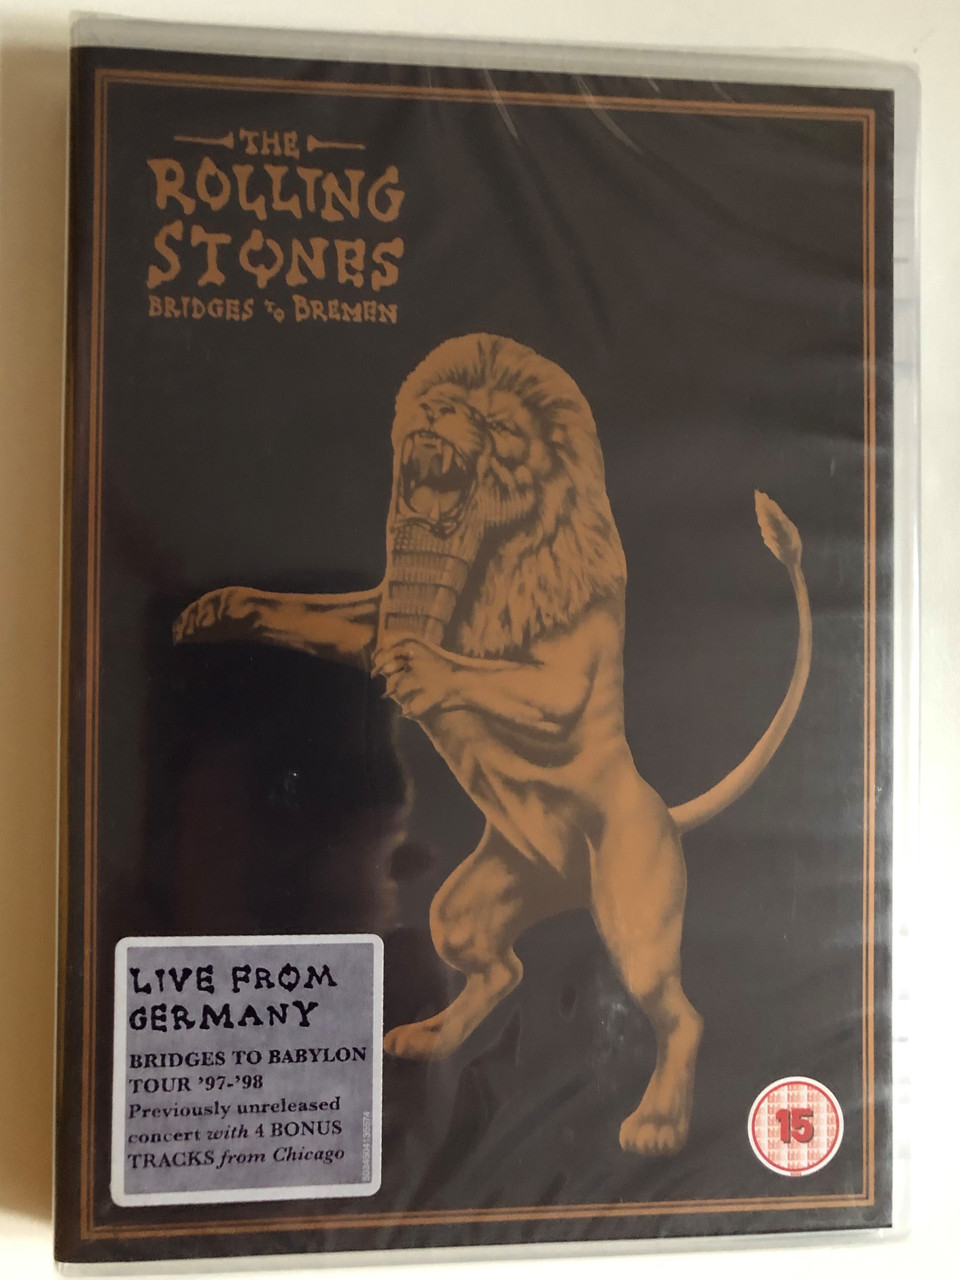 THE
ROLLING
STONES
BRIDGES TO BREMEN
LIVE FROM
GERMANY
BRIDGES TO BABYLON
TOUR '97-'98
Previously unreleased
concert with 4 BONUS
TRACKS from Chicago
15